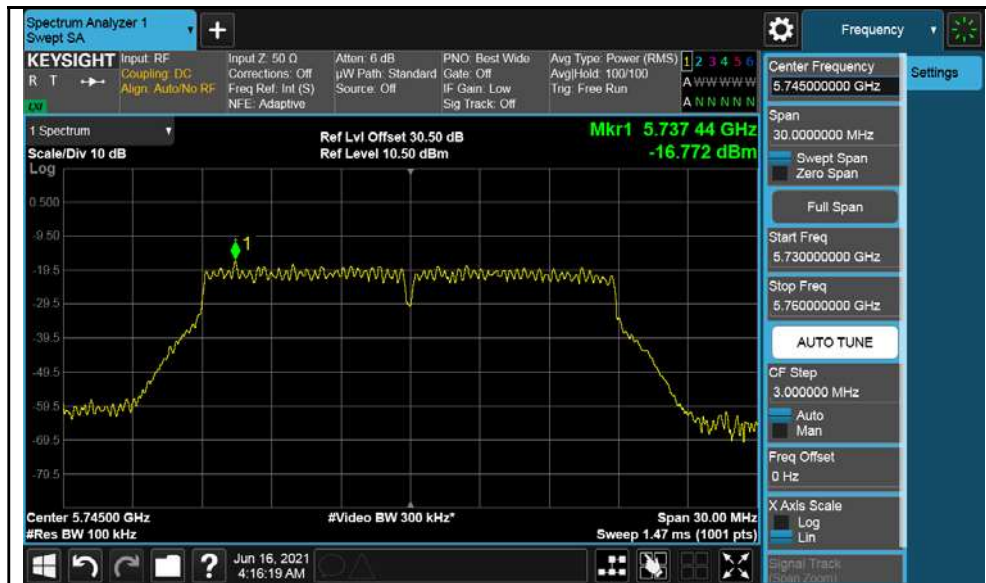 Spectrum Analyzer 1
Swept SA
+
Frequency
KEYSIGHT
R T
LXI
Input: RF
Coupling: DC
Align: Auto/No RF
Input Z: 50 Ω
Corrections: Off
Freq Ref: Int (S)
NFE: Adaptive
Atten: 6 dB
µW Path: Standard
Source: Off
PNO: Best Wide
Gate: Off
IF Gain: Low
Sig Track: Off
Avg Type: Power (RMS)
Avg|Hold: 100/100
Trig: Free Run
1 2 3 4 5 6
A W W W W W
A N N N N N
1 Spectrum
Scale/Div 10 dB
Log
Ref Lvl Offset 30.50 dB
Ref Level 10.50 dBm
Mkr1 5.737 44 GHz
-16.772 dBm
0.500
-9.50
-19.5
-29.5
-39.5
-49.5
-59.5
-69.5
-79.5
1
Center 5.74500 GHz
#Res BW 100 kHz
#Video BW 300 kHz*
Span 30.00 MHz
Sweep 1.47 ms (1001 pts)
?
Jun 16, 2021
4:16:19 AM
Center Frequency
5.745000000 GHz
Span
30.0000000 MHz
Swept Span
Zero Span
Full Span
Start Freq
5.730000000 GHz
Stop Freq
5.760000000 GHz
AUTO TUNE
CF Step
3.000000 MHz
Auto
Man
Freq Offset
0 Hz
X Axis Scale
Log
Lin
Signal Track
(Span Zoom)
Settings